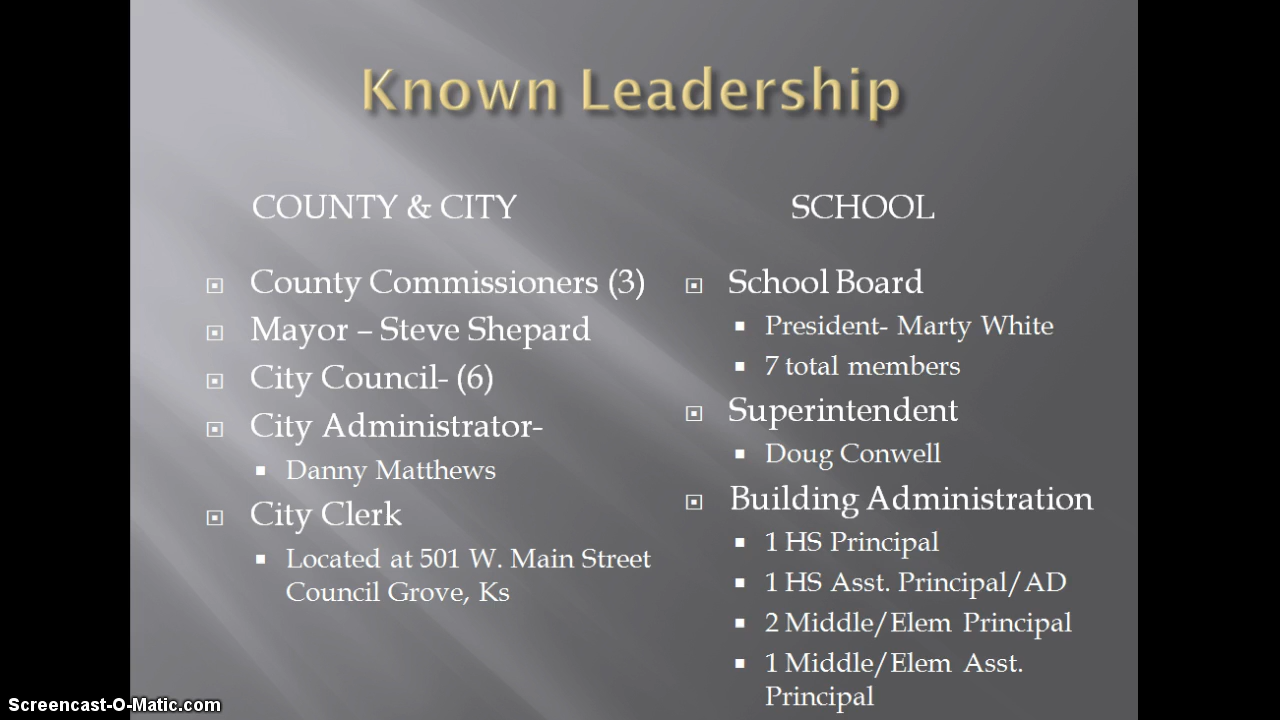 Known Leadership
COUNTY & CITY
County Commissioners (3)
Mayor – Steve Shepard
City Council- (6)
City Administrator-
Danny Matthews
City Clerk
Located at 501 W. Main Street
Council Grove, Ks
SCHOOL
School Board
President- Marty White
7 total members
Superintendent
Doug Conwell
Building Administration
1 HS Principal
1 HS Asst. Principal/AD
2 Middle/Elem Principal
1 Middle/Elem Asst.
Principal
Screencast-O-Matic.com